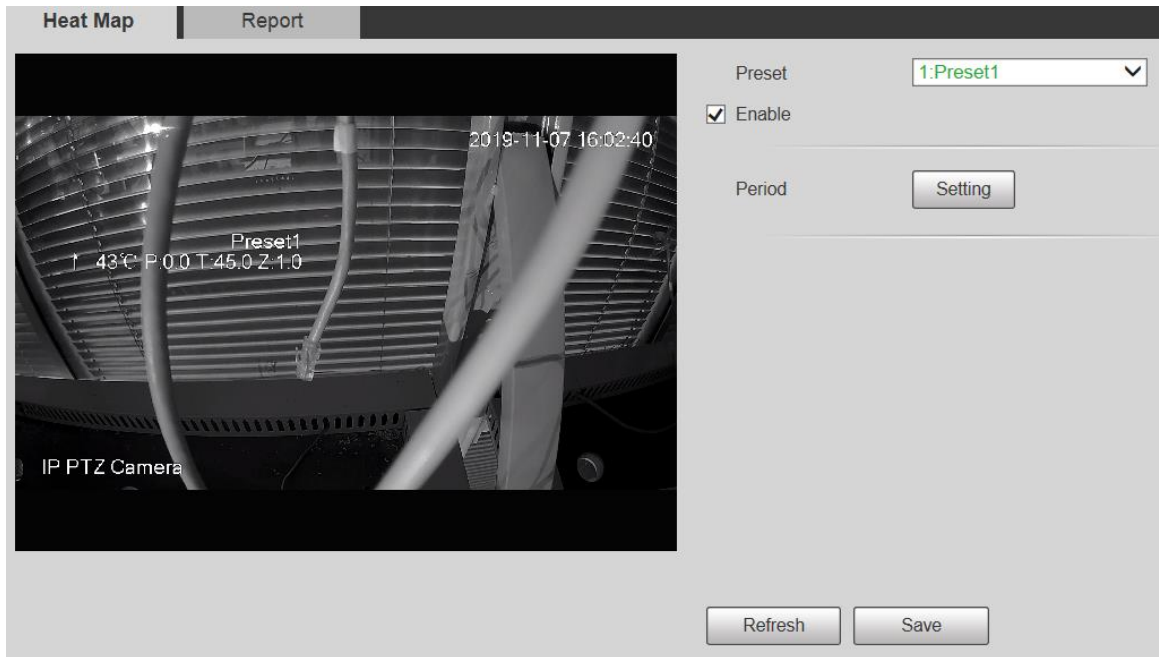 Heat Map
Report
2019-11-07 16:02:40
Preset1
↑ 43℃ P:0.0 T:45.0 Z:1.0
IP PTZ Camera
Preset
1:Preset1
Enable
Period
Setting
Refresh
Save